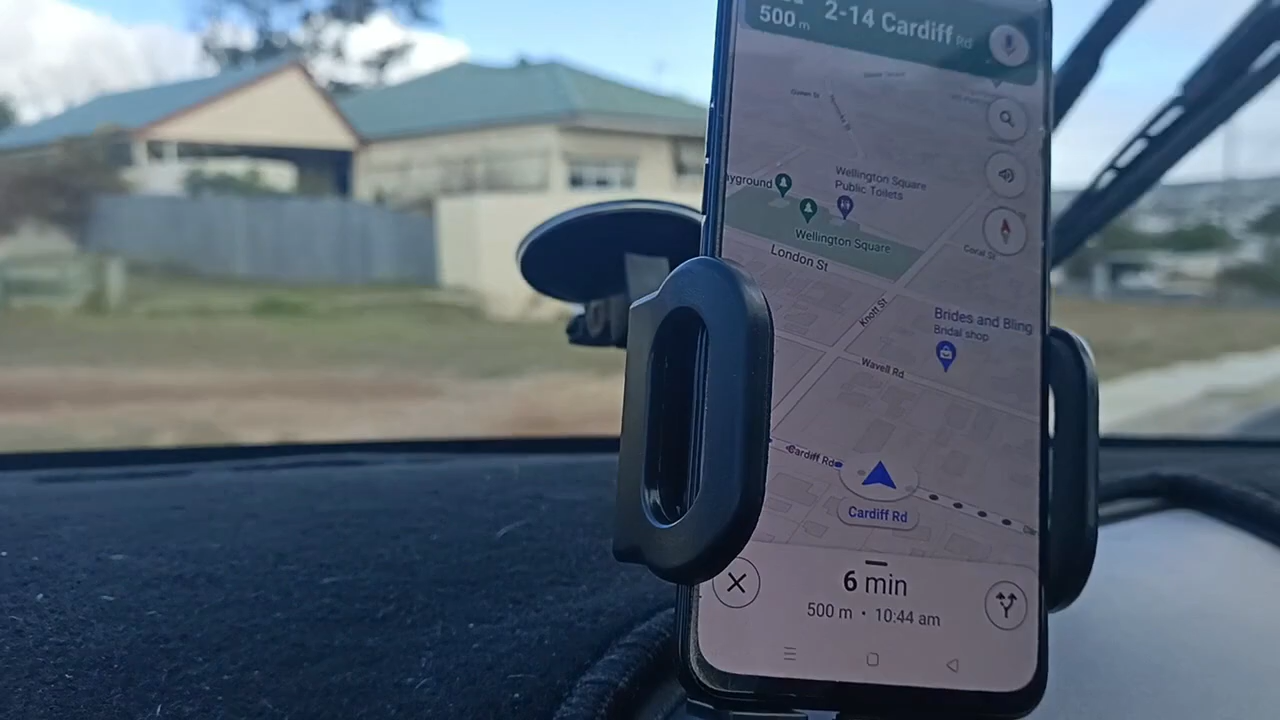 500 m
2-14 Cardiff Rd
Queen St
Wellington Square
Public Toilets
yground
Wellington Square
London St
Coral St
Knott St
Brides and Bling
Bridal shop
Wavell Rd
Cardiff Rd
Cardiff Rd
6 min
500 m • 10:44 am